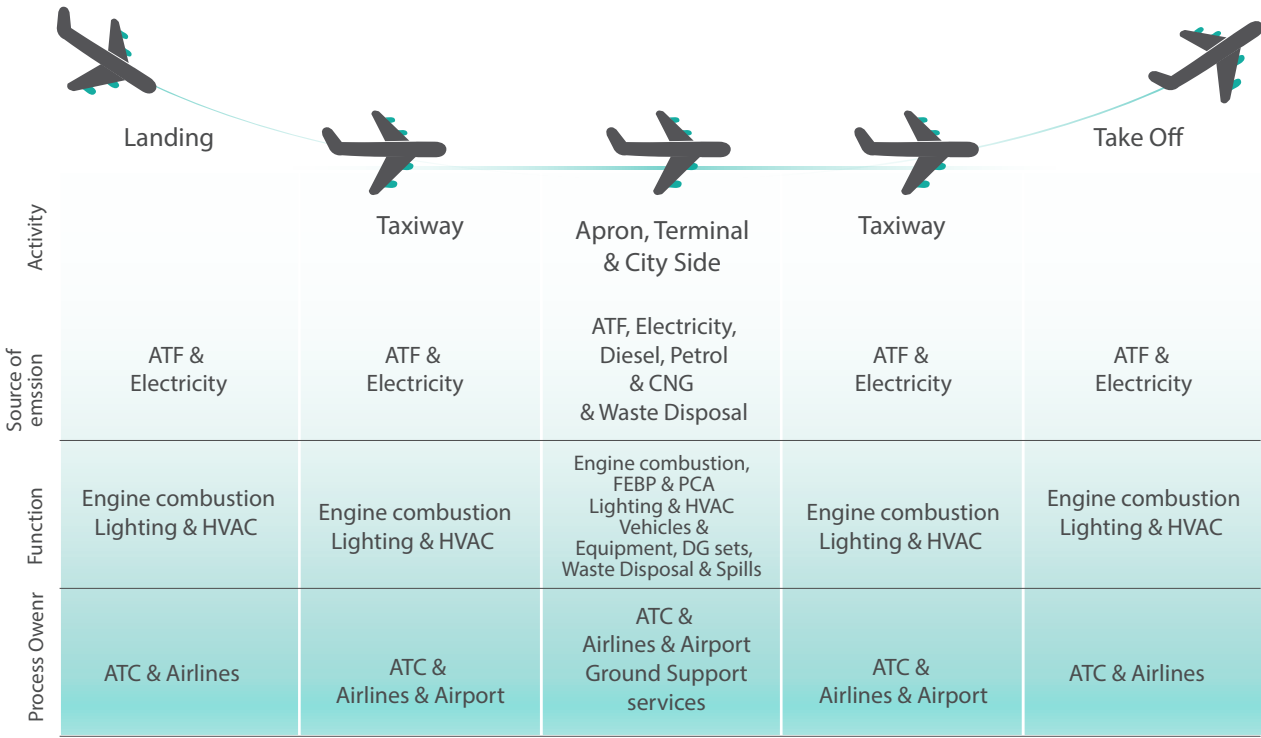 Landing
Take Off
Activity
Taxiway
Apron, Terminal
& City Side
Taxiway
Source of
emssion
ATF &
Electricity
ATF &
Electricity
ATF, Electricity,
Diesel, Petrol
& CNG
& Waste Disposal
ATF &
Electricity
ATF &
Electricity
Function
Engine combustion
Lighting & HVAC
Engine combustion
Lighting & HVAC
Engine combustion,
FEBP & PCA
Lighting & HVAC
Vehicles &
Equipment, DG sets,
Waste Disposal & Spills
Engine combustion
Lighting & HVAC
Engine combustion
Lighting & HVAC
Process Owenr
ATC & Airlines
ATC &
Airlines & Airport
ATC &
Airlines & Airport
Ground Support
services
ATC &
Airlines & Airport
ATC & Airlines